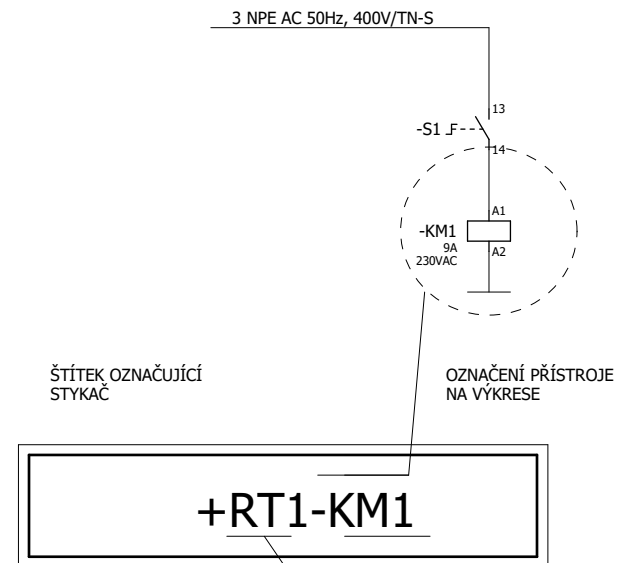 3 NPE AC 50Hz, 400V/TN-S
13
-S1
14
A1
-KM1
9A
A2
230VAC
ŠTÍTEK OZNAČUJÍCÍ
STYKAČ
OZNAČENÍ PŘÍSTROJE
NA VÝKRESE
+RT1-KM1